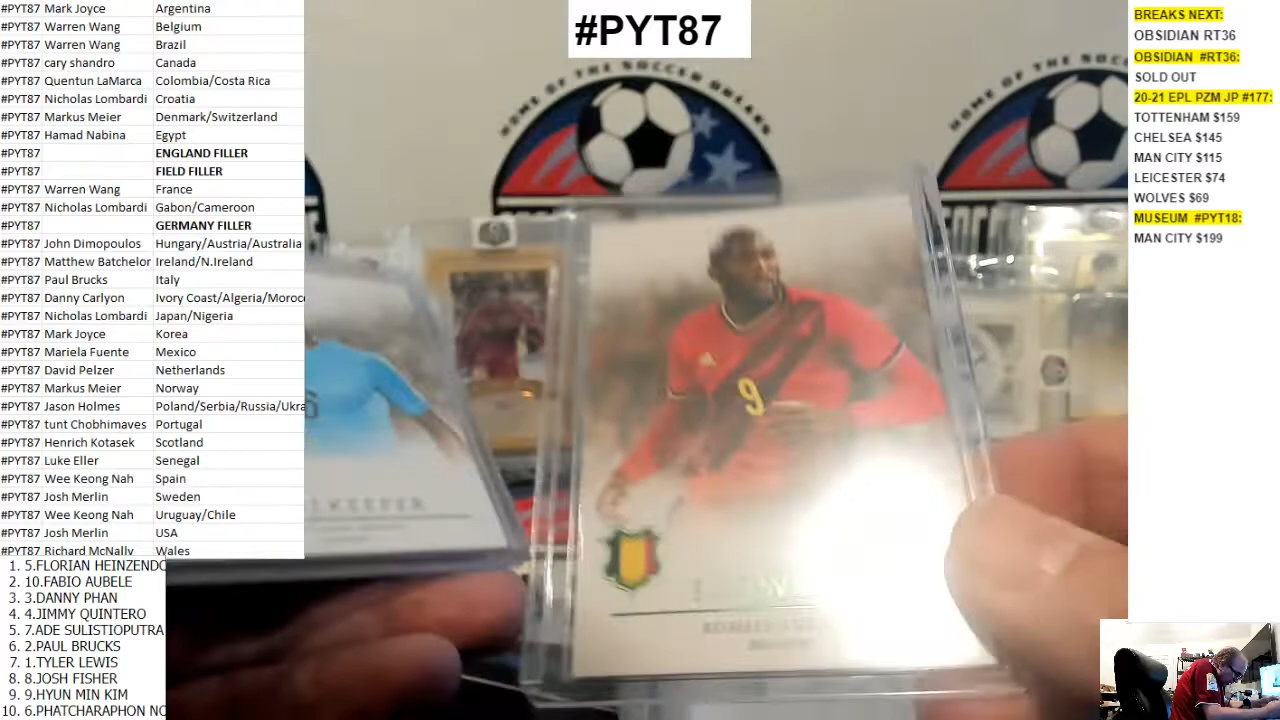 #PYT87 Mark Joyce Argentina
#PYT87 Warren Wang Belgium
#PYT87 Warren Wang Brazil
#PYT87 cary shandro Canada
#PYT87 Quentun LaMarca Colombia/Costa Rica
#PYT87 Nicholas Lombardi Croatia
#PYT87 Markus Meier Denmark/Switzerland
#PYT87 Hamad Nabina Egypt
#PYT87 ENGLAND FILLER
#PYT87 FIELD FILLER
#PYT87 Warren Wang France
#PYT87 Nicholas Lombardi Gabon/Cameroon
#PYT87 GERMANY FILLER
#PYT87 John Dimopoulos Hungary/Austria/Australia
#PYT87 Matthew Batchelor Ireland/N.Ireland
#PYT87 Paul Brucks Italy
#PYT87 Danny Carlyon Ivory Coast/Algeria/Moroc
#PYT87 Nicholas Lombardi Japan/Nigeria
#PYT87 Mark Joyce Korea
#PYT87 Mariela Fuente Mexico
#PYT87 David Pelzer Netherlands
#PYT87 Markus Meier Norway
#PYT87 Jason Holmes Poland/Serbia/Russia/Ukra
#PYT87 tunt Chobhimaves Portugal
#PYT87 Henrich Kotasek Scotland
#PYT87 Luke Eller Senegal
#PYT87 Wee Keong Nah Spain
#PYT87 Josh Merlin Sweden
#PYT87 Wee Keong Nah Uruguay/Chile
#PYT87 Josh Merlin USA
#PYT87 Richard McNally Wales
1. 5.FLORIAN HEINZENDO
2. 10.FABIO AUBELE
3. 3.DANNY PHAN
4. 4.JIMMY QUINTERO
5. 7.ADE SULISTIOPUTRA
6. 2.PAUL BRUCKS
7. 1.TYLER LEWIS
8. 8.JOSH FISHER
9. 9.HYUN MIN KIM
10. 6.PHATCHARAPHON NO
#PYT87
HOME OF THE SOCCER BREAKS
HOME OF THE SOCCER
9
BREAKS NEXT:
OBSIDIAN RT36
OBSIDIAN #RT36:
SOLD OUT
20-21 EPL PZM JP #177:
TOTTENHAM $159
CHELSEA $145
MAN CITY $115
LEICESTER $74
WOLVES $69
MUSEUM #PYT18:
MAN CITY $199